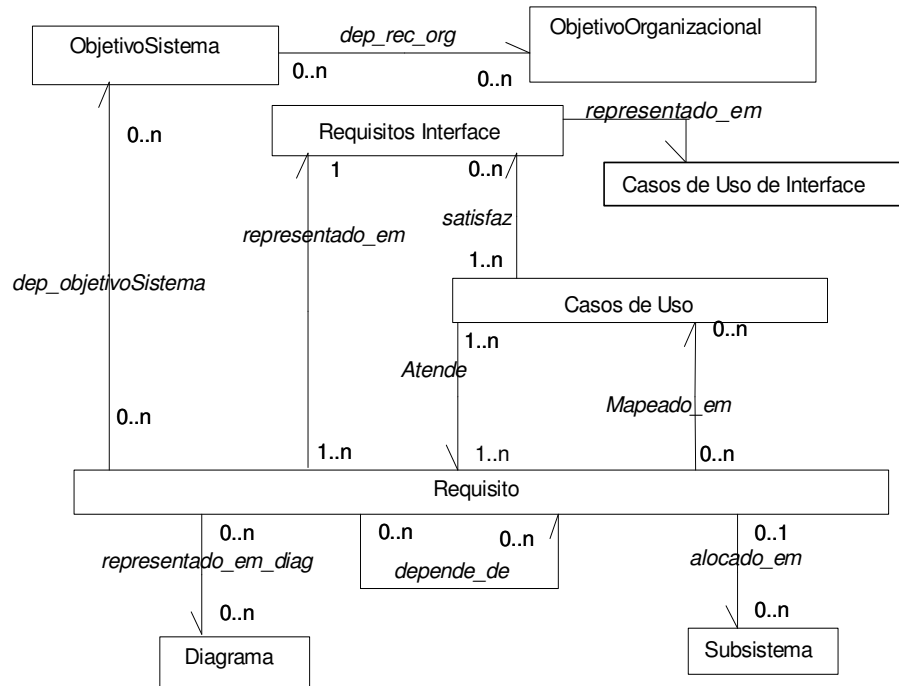 ObjetivoSistema
dep_rec_org
ObjetivoOrganizacional
0..n
0..n
0..n
Requisitos Interface
representado_em
1
0..n
Casos de Uso de Interface
satisfaz
representado_em
1..n
dep_objetivoSistema
Casos de Uso
1..n
0..n
Atende
Mapeado_em
0..n
1..n
1..n
0..n
Requisito
0..n
0..n
0..n
0..1
representado_em_diag
depende_de
alocado_em
0..n
0..n
Diagrama
Subsistema